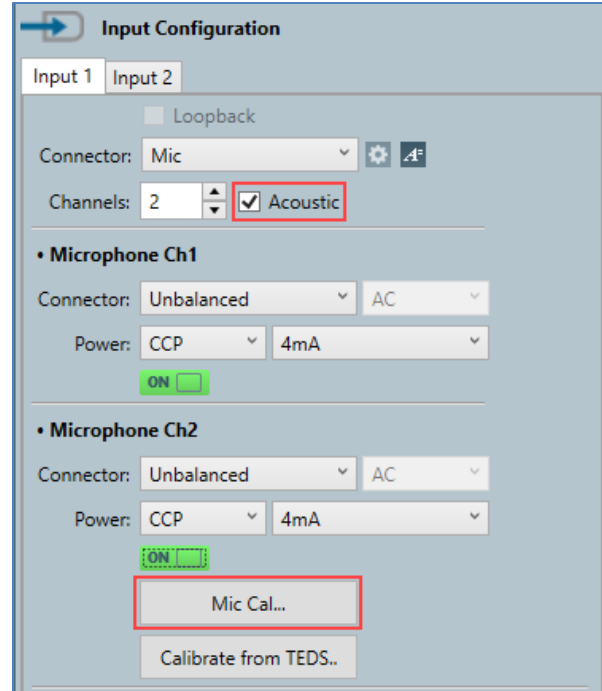 Input Configuration
Input 1 Input 2
Loopback
Connector: Mic
Channels: 2 Acoustic
• Microphone Ch1
Connector: Unbalanced AC
Power: CCP 4mA
ON
• Microphone Ch2
Connector: Unbalanced AC
Power: CCP 4mA
ON
Mic Cal...
Calibrate from TEDS..